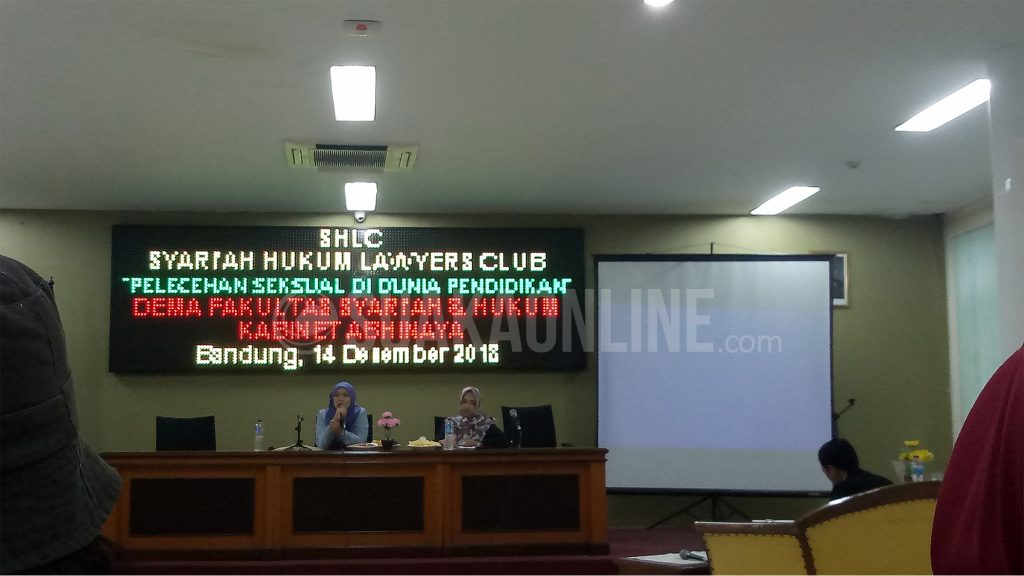 SHLC
SYARIAH HUKUM LAWYERS CLUB
"PELECEHAN SEKSUAL DI DUNIA PENDIDIKAN"
DEMA FAKULTAS SYARIAH & HUKUM
KABINET ABHINAYA
Bandung, 14 Desember 2018
SUAKAONLINE.com